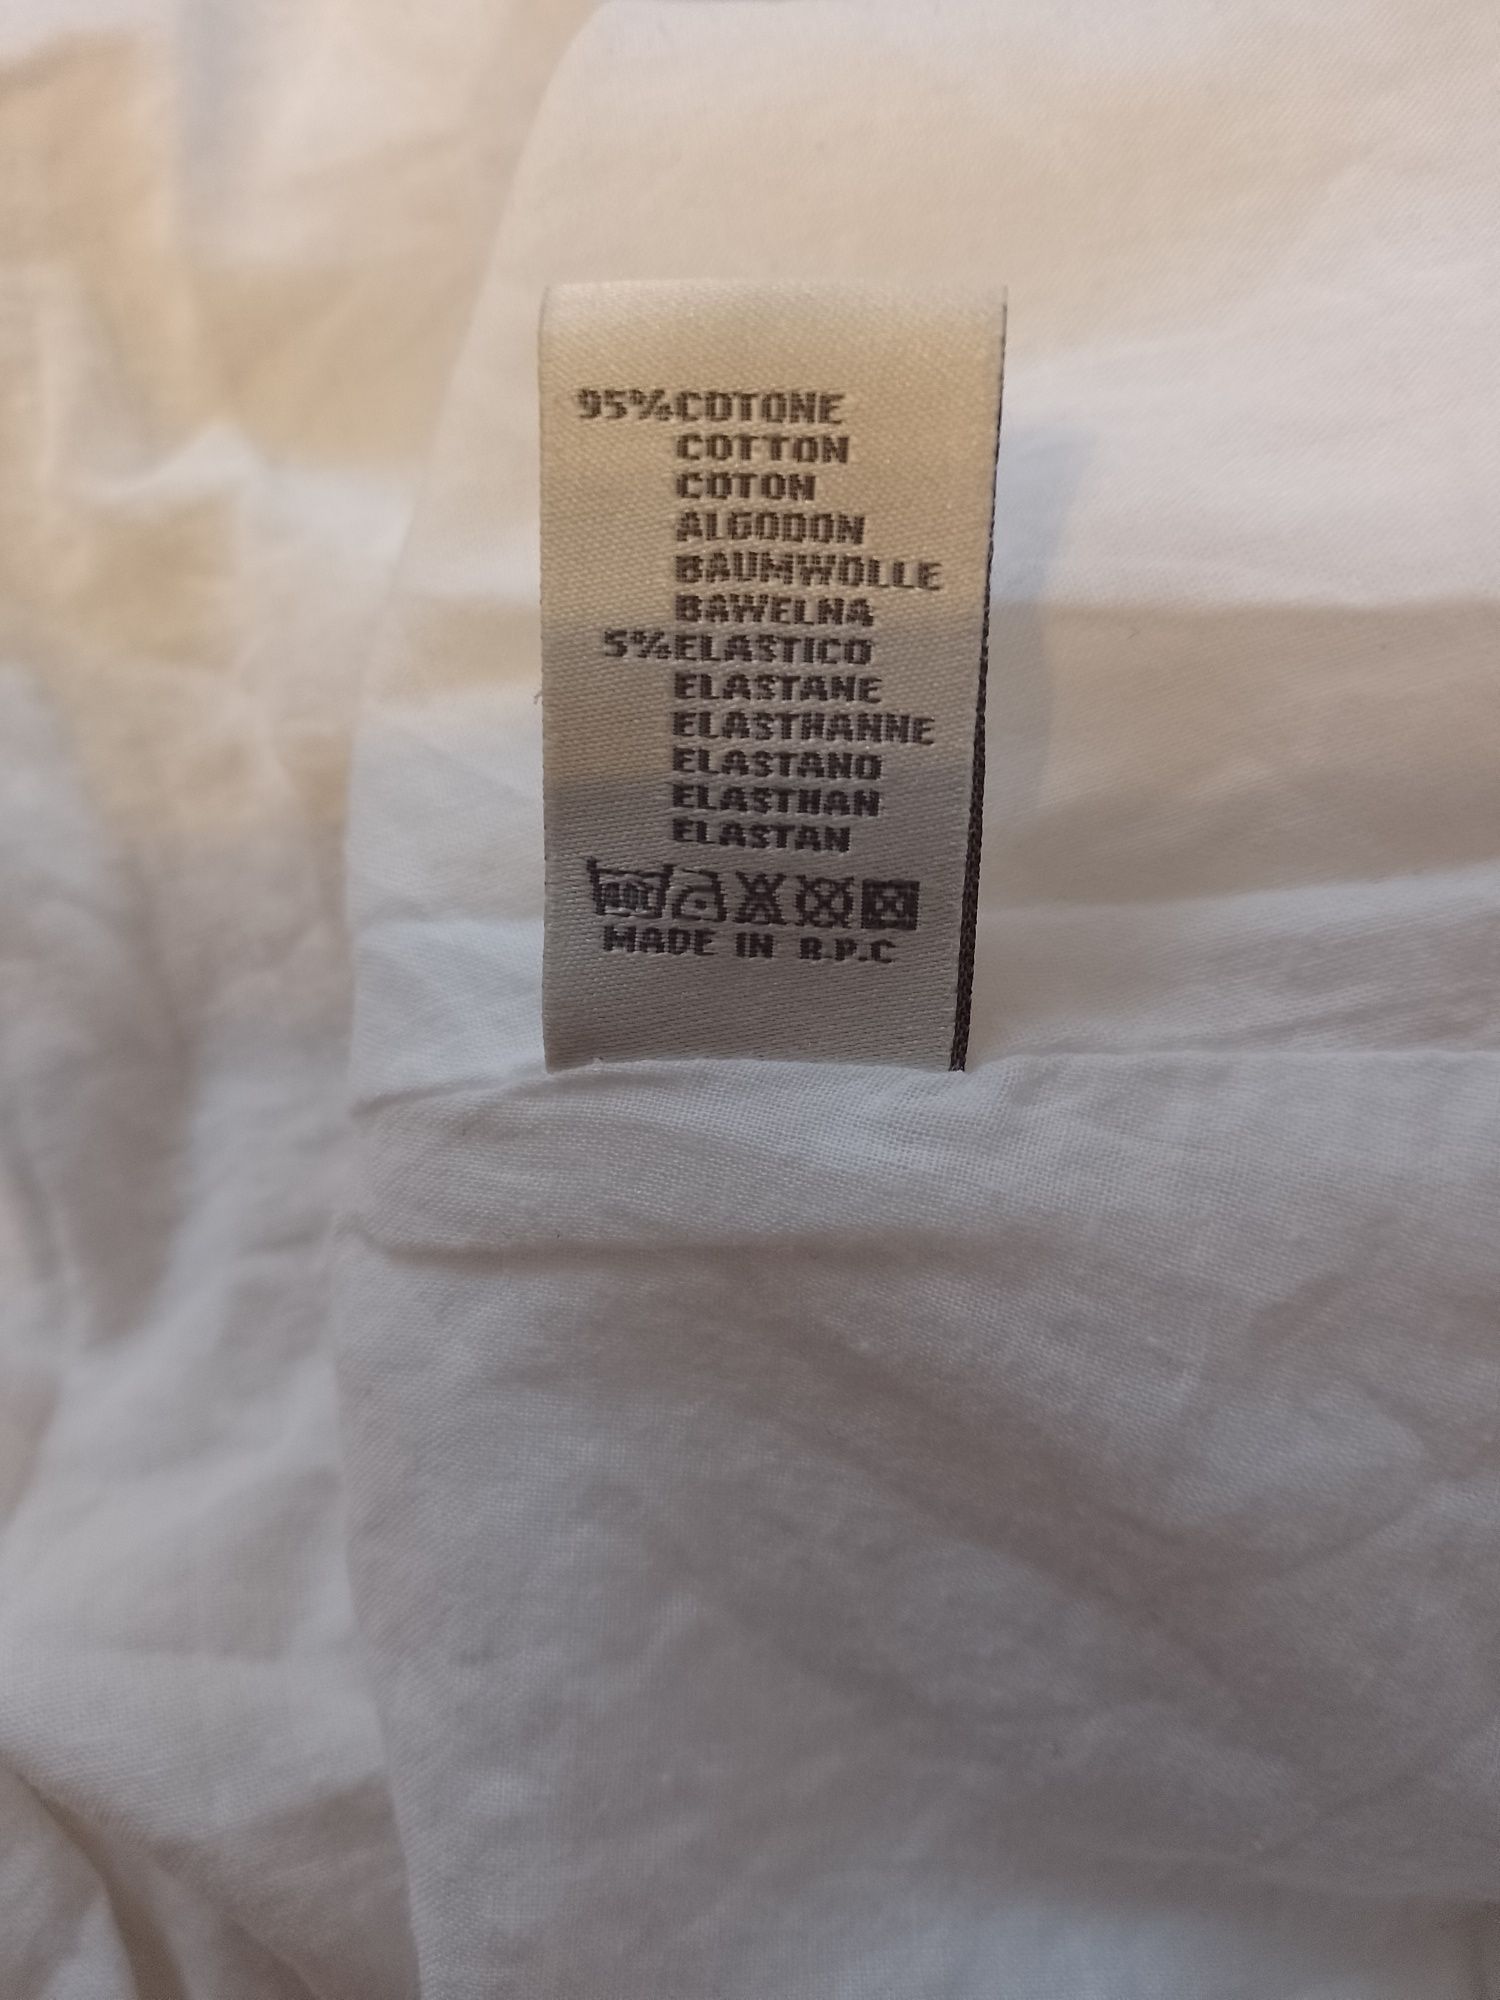 95%COTONE
COTTON
COTON
ALGODON
BAUMWOLLE
BAWELNA
5%ELASTICO
ELASTANE
ELASTHANNE
ELASTANO
ELASTHAN
ELASTAN
MADE IN R.P.C